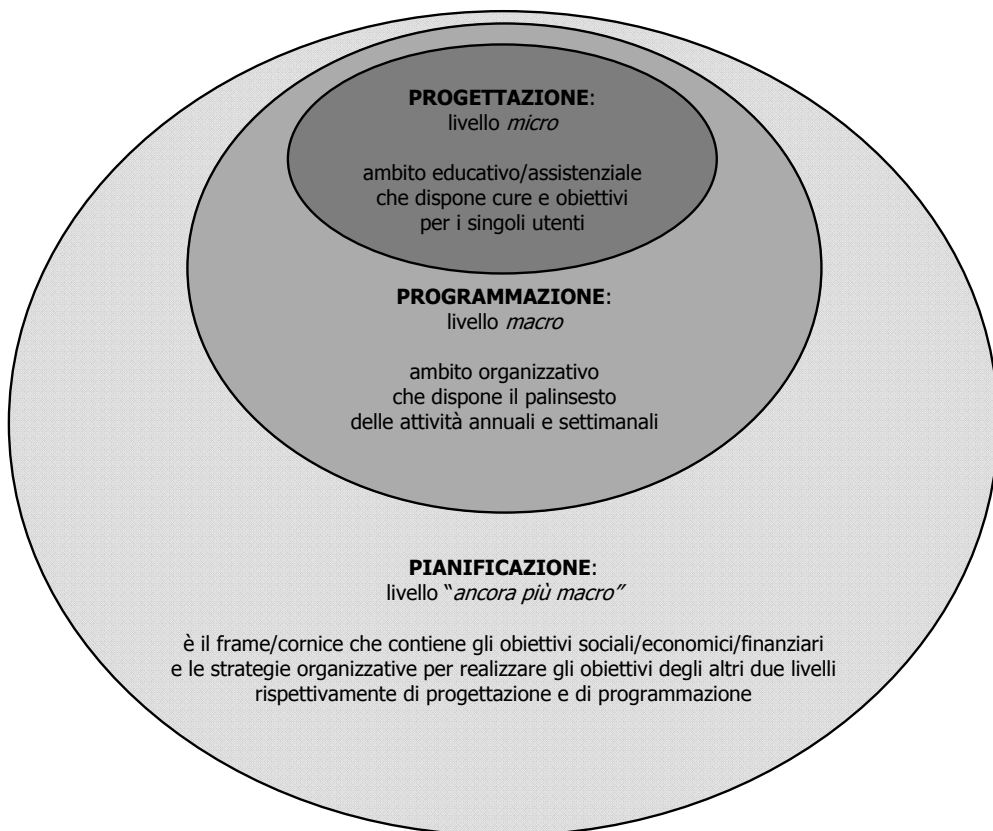 PROGETTAZIONE:
livello micro
ambito educativo/assistenziale
che dispone cure e obiettivi
per i singoli utenti
PROGRAMMAZIONE:
livello macro
ambito organizzativo
che dispone il palinsesto
delle attività annuali e settimanali
PIANIFICAZIONE:
livello “ancora più macro”
è il frame/cornice che contiene gli obiettivi sociali/economici/finanziari
e le strategie organizzative per realizzare gli obiettivi degli altri due livelli
rispettivamente di progettazione e di programmazione